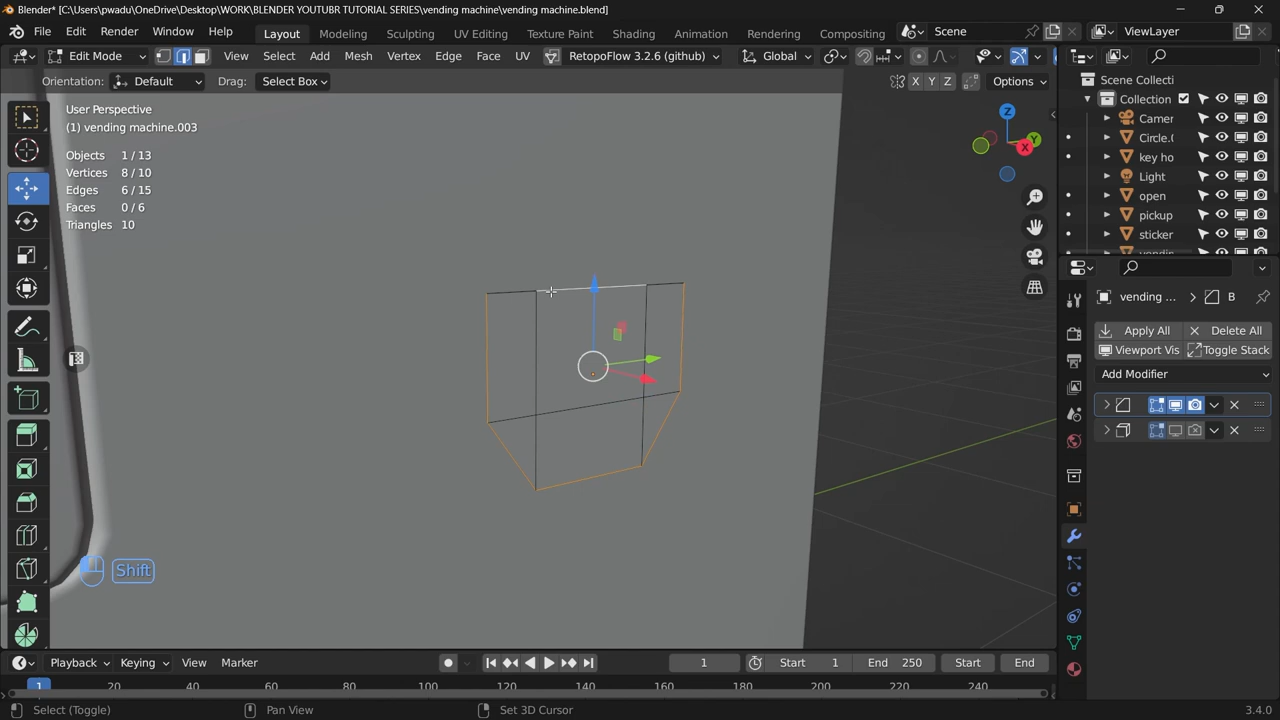 Blender* [C:\Users\pwadu\OneDrive\Desktop\WORK\BLENDER YOUTUBR TUTORIAL SERIES\vending machine\vending machine.blend]
File Edit Render Window Help Layout Modeling Sculpting UV Editing Texture Paint Shading Animation Rendering Compositing Scene ViewLayer
Edit Mode View Select Add Mesh Vertex Edge Face UV RetopoFlow 3.2.6 (github) Global
Orientation: Default Drag: Select Box X Y Z Options
User Perspective
(1) vending machine.003
Objects 1 / 13
Vertices 8 / 10
Edges 6 / 15
Faces 0 / 6
Triangles 10
Z
Y
X
Shift
Scene Collecti
Collection
Camer
Circle.(
key ho
Light
open
pickup
sticker
vending ... B
Apply All Delete All
Viewport Vis Toggle Stack
Add Modifier
Playback Keying View Marker 1 Start 1 End 250 Start End
1 20 40 60 80 100 120 140 160 180 200 220 240
Select (Toggle) Pan View Set 3D Cursor 3.4.0